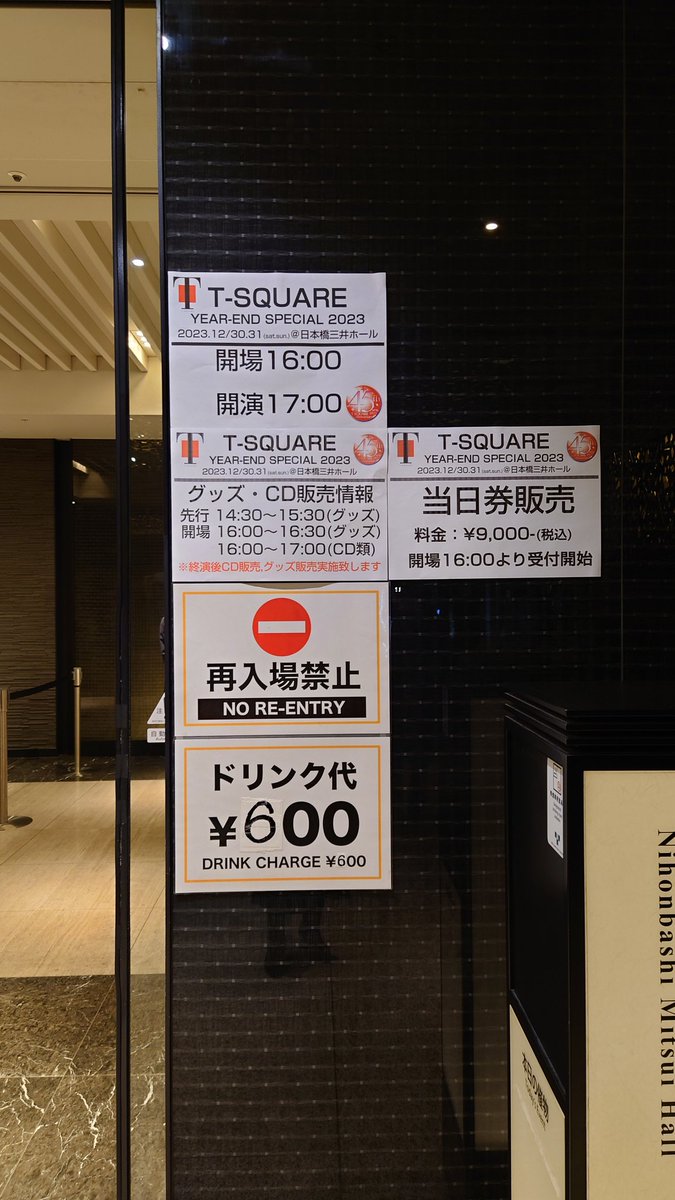 T-SQUARE
YEAR-END SPECIAL 2023
2023.12/30.31(sat.sun.)@日本橋三井ホール
開場16:00
開演17:00
45
T-SQUARE
YEAR-END SPECIAL 2023
2023.12/30.31(sat.sun.)@日本橋三井ホール
グッズ・CD販売情報
先行 14:30〜15:30(グッズ)
開場 16:00〜16:30(グッズ)
16:00〜17:00(CD類)
※終演後CD販売,グッズ販売実施致します
T-SQUARE
YEAR-END SPECIAL 2023
2023.12/30.31(sat.sun.)@日本橋三井ホール
当日券販売
料金：¥9,000-(税込)
開場16:00より受付開始
再入場禁止
NO RE-ENTRY
ドリンク代
¥600
DRINK CHARGE ¥600
Nihonbashi Mitsui Hall
本日の催物